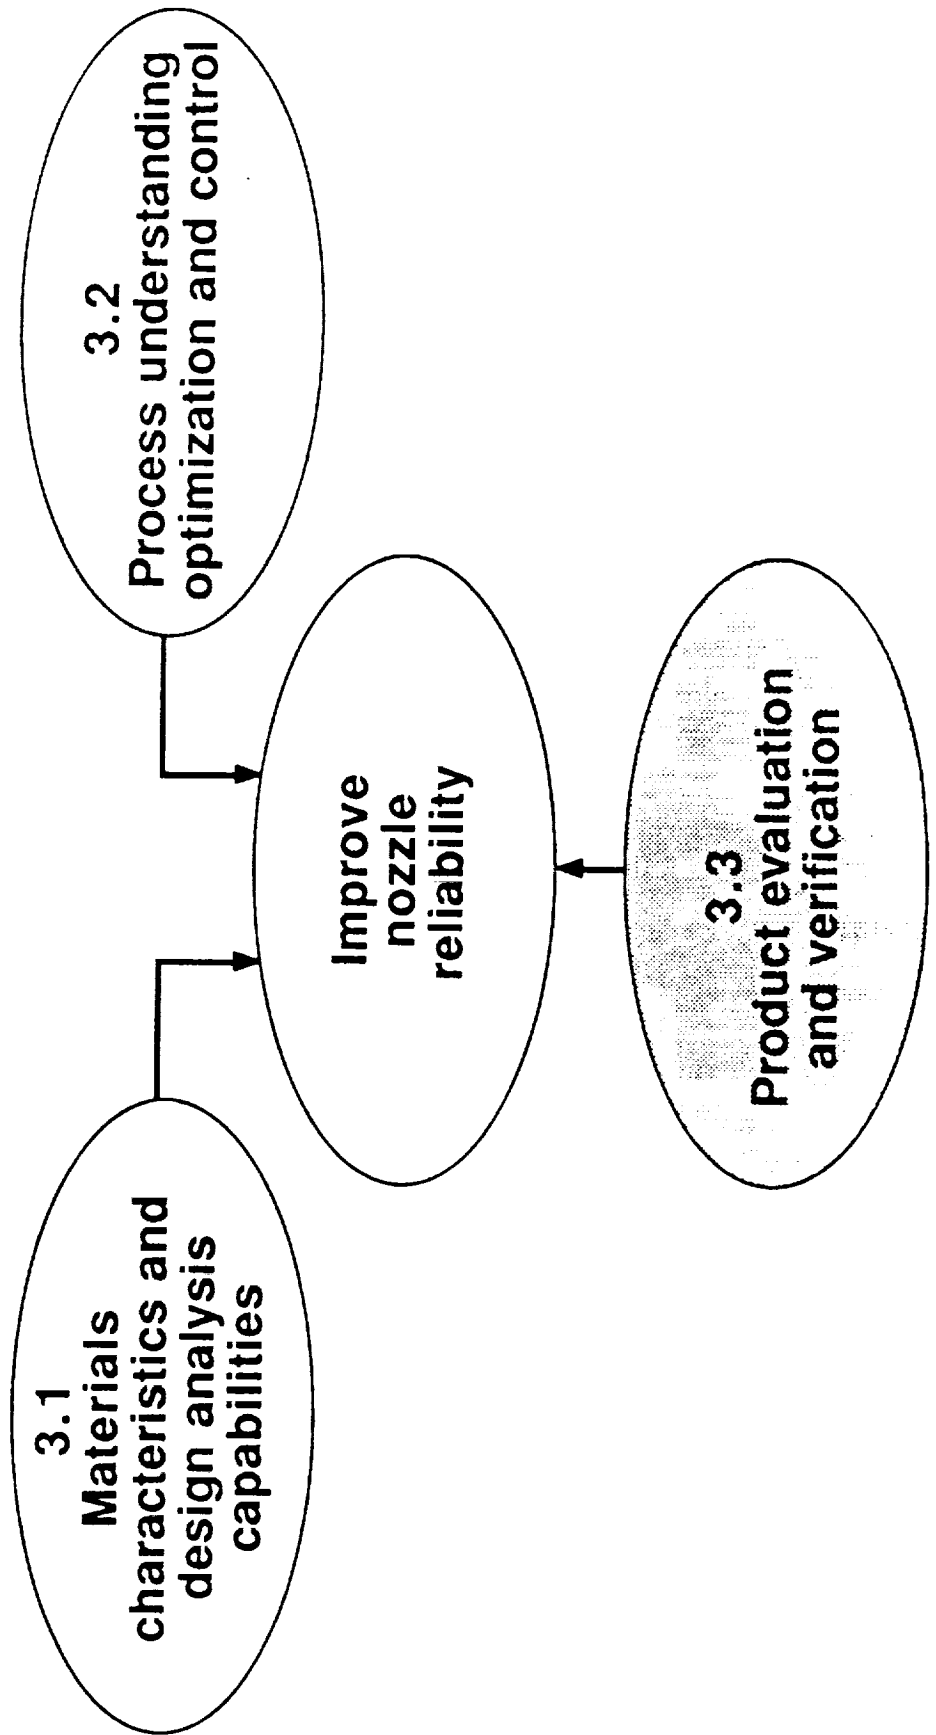 3.1
Materials
characteristics and
design analysis
capabilities
3.2
Process understanding
optimization and control
Improve
nozzle
reliability
3.3
Product evaluation
and verification